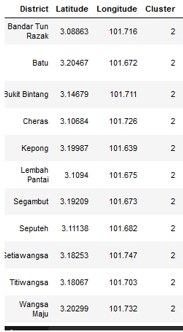 District Latitude Longitude Cluster
Bandar Tun
Razak 3.08863 101.716 2
Batu 3.20467 101.672 2
Bukit Bintang 3.14679 101.711 2
Cheras 3.10684 101.726 2
Kepong 3.19987 101.639 2
Lembah
Pantai 3.1094 101.675 2
Segambut 3.19209 101.673 2
Seputeh 3.11138 101.682 2
Setiawangsa 3.18253 101.747 2
Titiwangsa 3.18067 101.703 2
Wangsa
Maju 3.20299 101.732 2